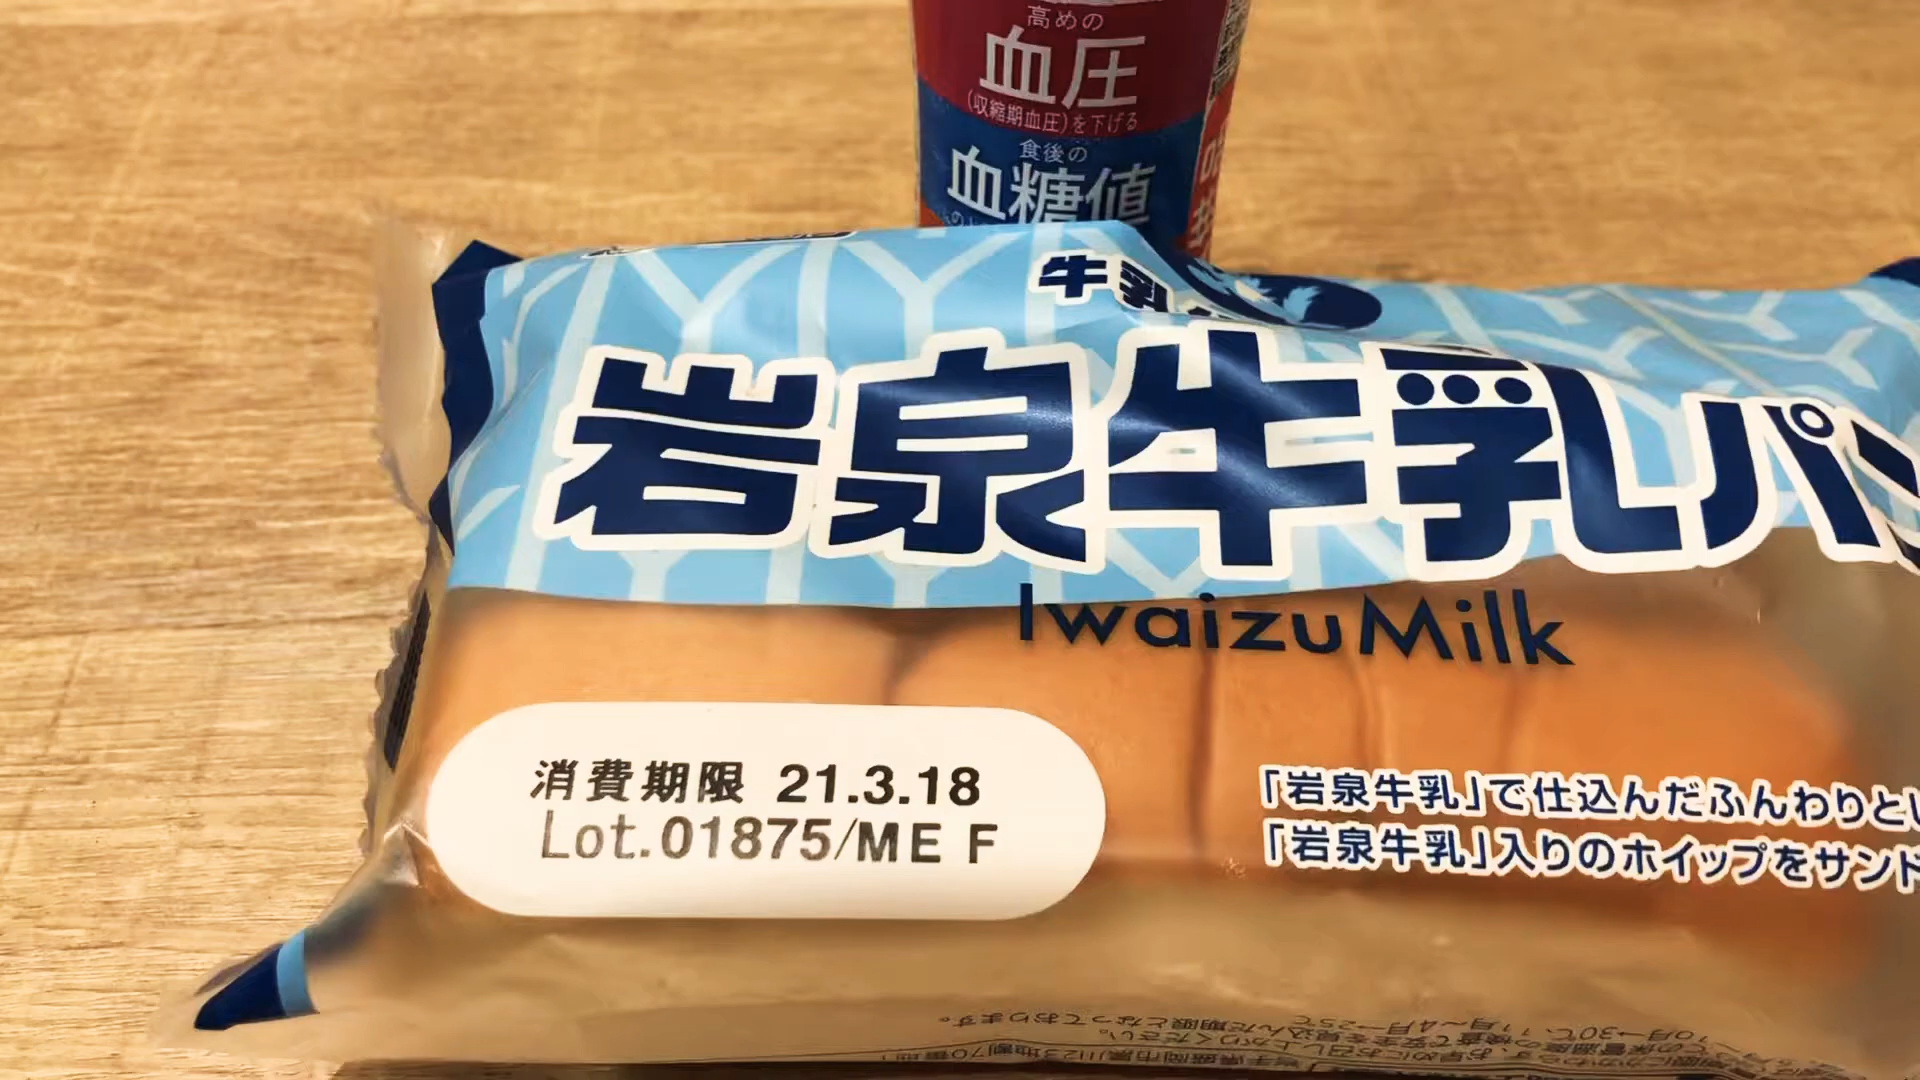 高めの
血圧
(収縮期血圧)を下げる
食後の
血糖値
牛乳
岩泉牛乳パン
IwaizuMilk
消費期限 21.3.18
Lot.01875/ME F
「岩泉牛乳」で仕込んだふんわりとい
「岩泉牛乳」入りのホイップをサンド